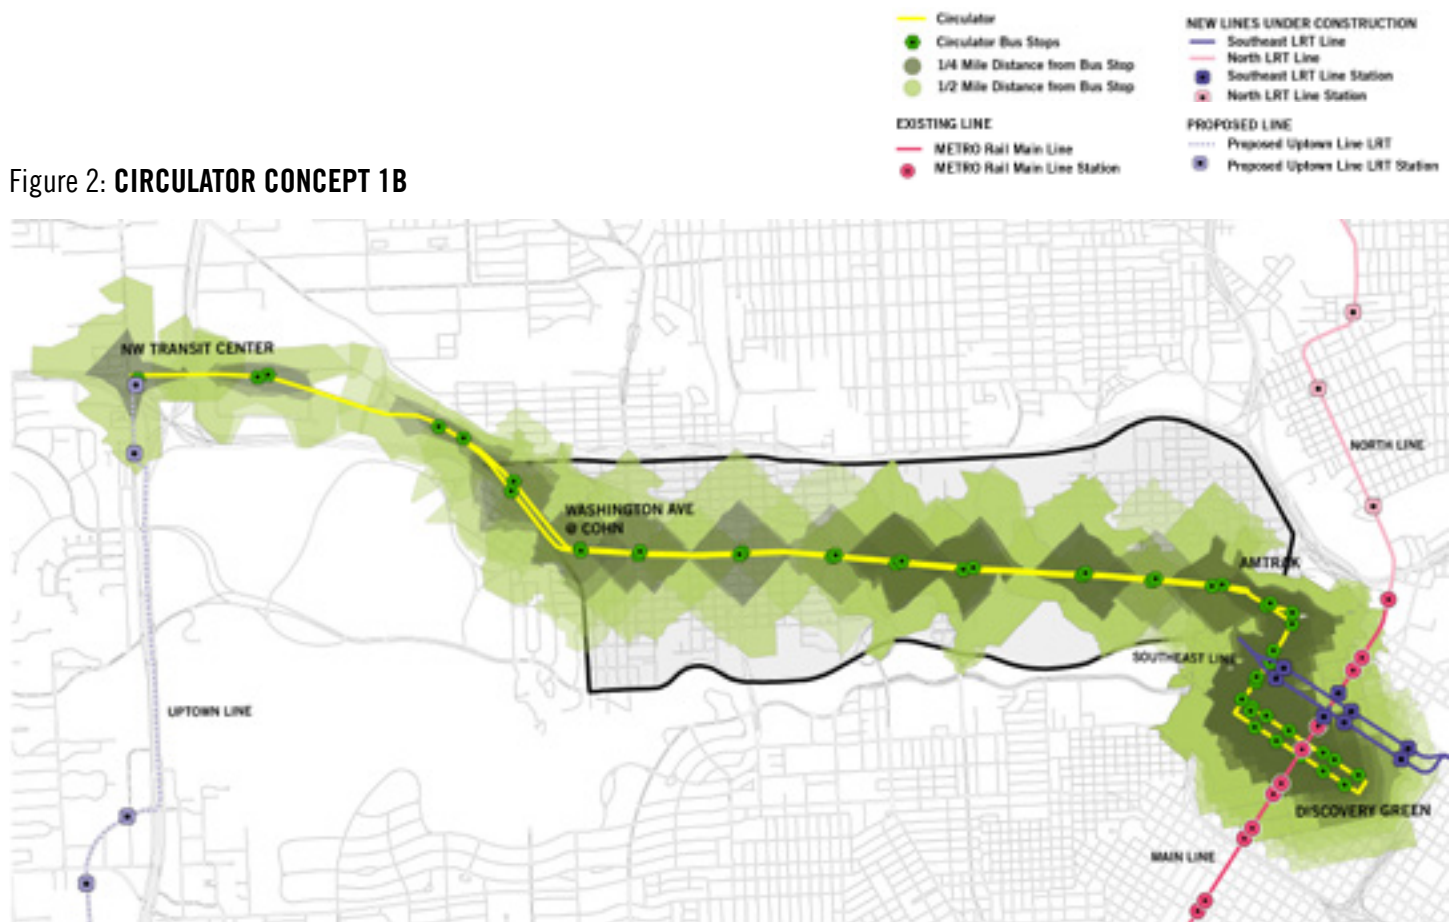 Circulator
Circulator Bus Stops
1/4 Mile Distance from Bus Stop
1/2 Mile Distance from Bus Stop
EXISTING LINE
METRO Rail Main Line
METRO Rail Main Line Station
NEW LINES UNDER CONSTRUCTION
Southeast LRT Line
North LRT Line
Southeast LRT Line Station
North LRT Line Station
PROPOSED LINE
Proposed Uptown Line LRT
Proposed Uptown Line LRT Station
Figure 2: CIRCULATOR CONCEPT 1B
NW TRANSIT CENTER
NORTH LINE
WASHINGTON AVE
@ COHN
AMTRAK
SOUTHEAST LINE
UPTOWN LINE
DISCOVERY GREEN
MAIN LINE